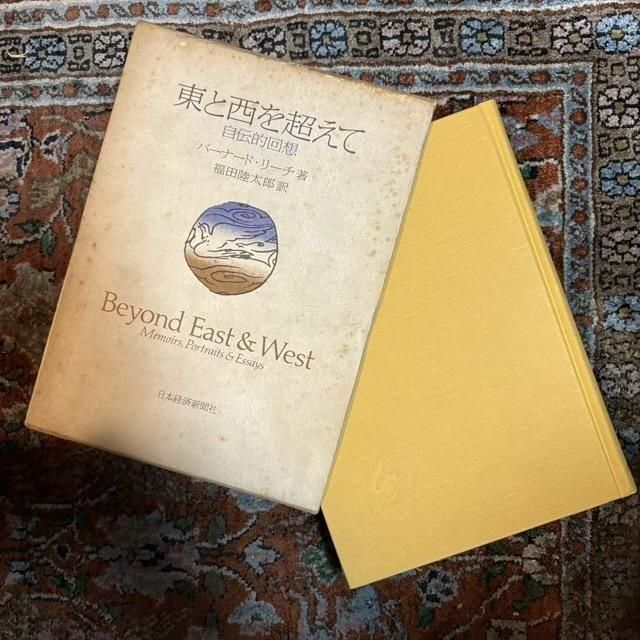 東と西を超えて
自伝的回想
バーナード・リーチ 著
福田陸太郎 訳
Beyond East & West
Memoirs, Portraits & Essays
日本経済新聞社